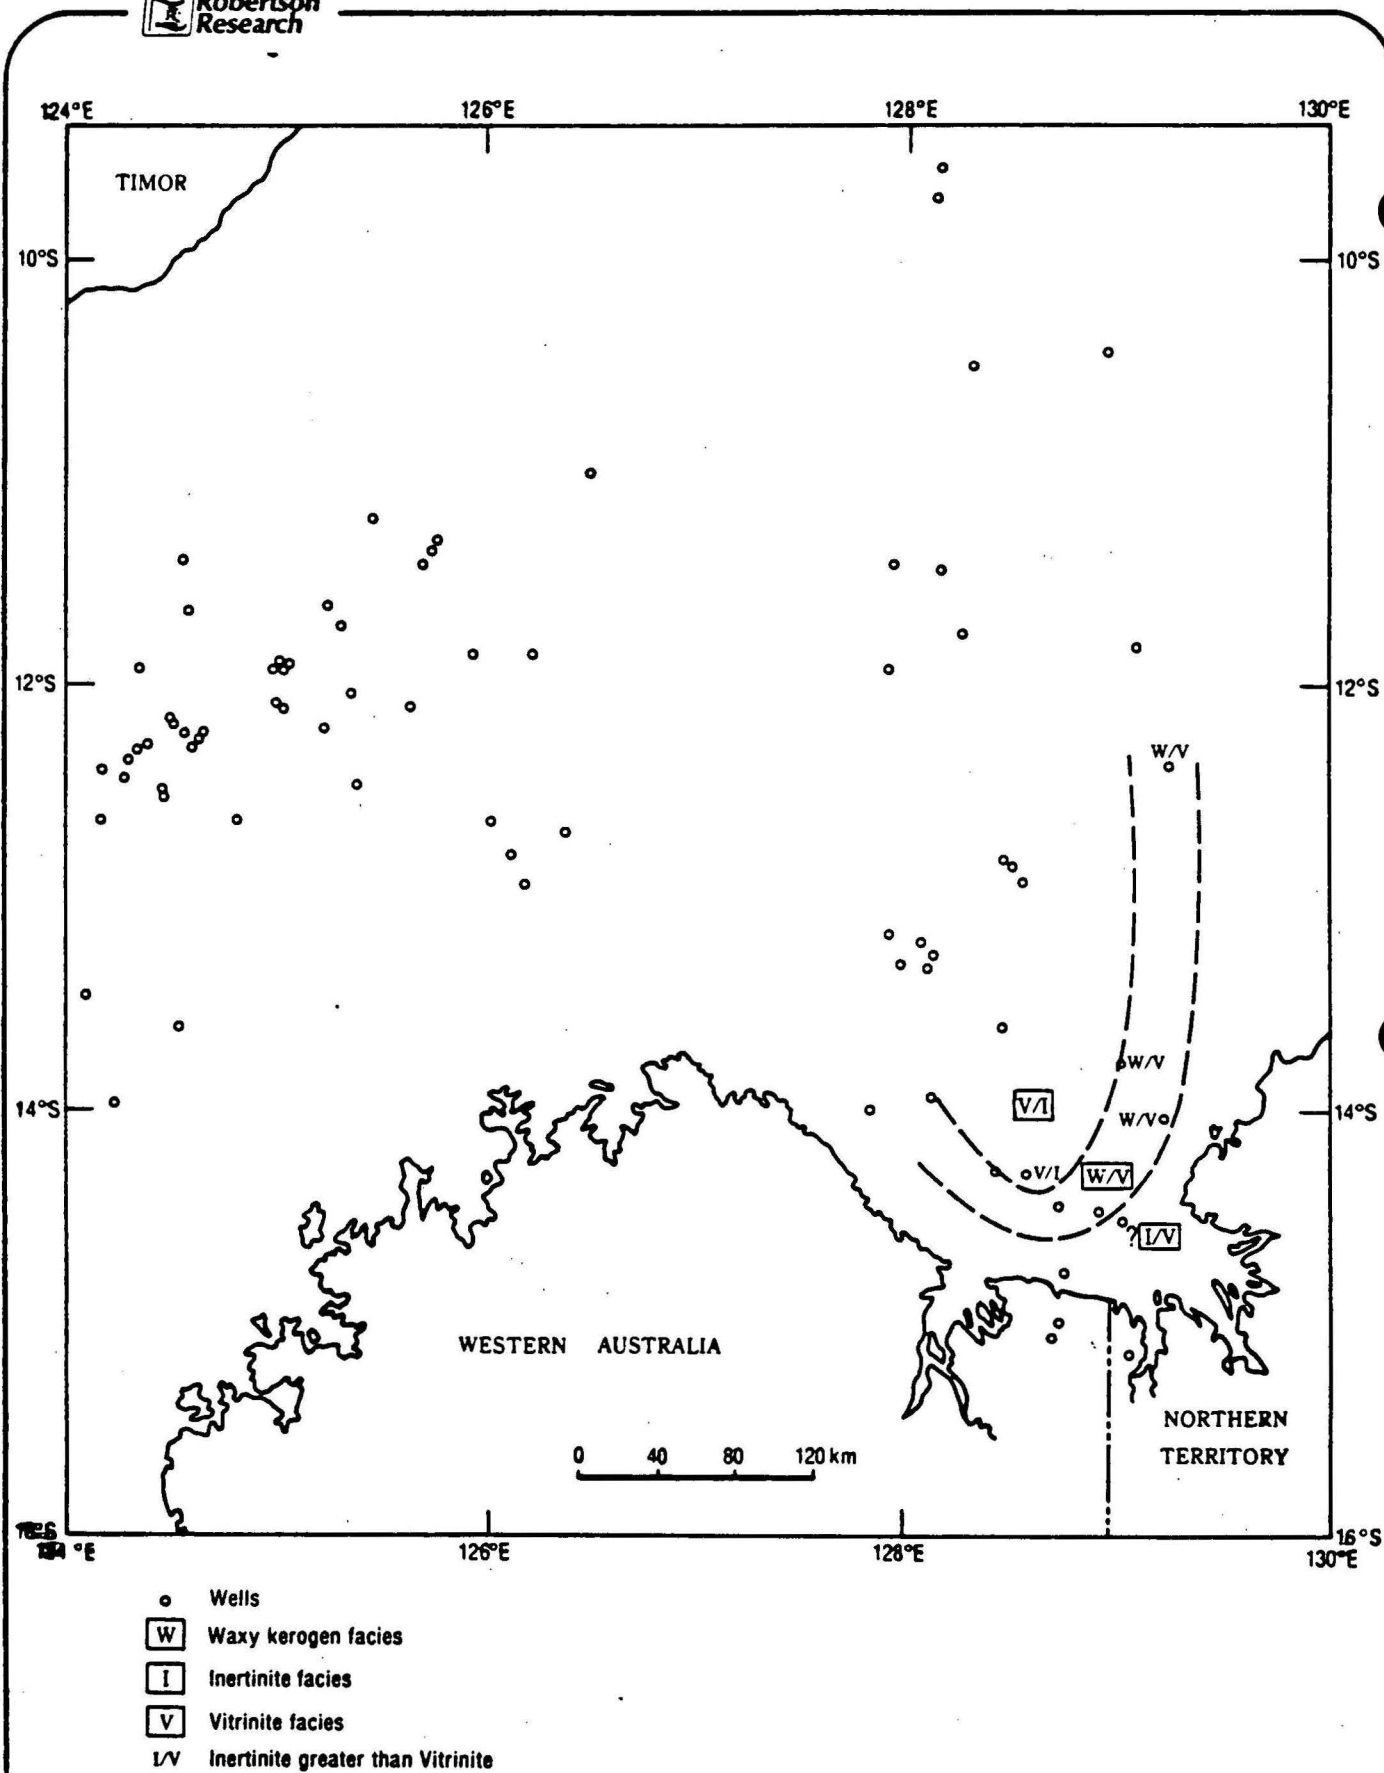 Robertson
Research
124°E 126°E 128°E 130°E
TIMOR
10°S 10°S
12°S 12°S
W/V
W/V
14°S 14°S
V/I
W/V
V/I
W/V
? I/V
WESTERN AUSTRALIA
NORTHERN
TERRITORY
0 40 80 120 km
16°S
126°E 128°E 130°E
Wells
W Waxy kerogen facies
I Inertinite facies
V Vitrinite facies
I/V Inertinite greater than Vitrinite